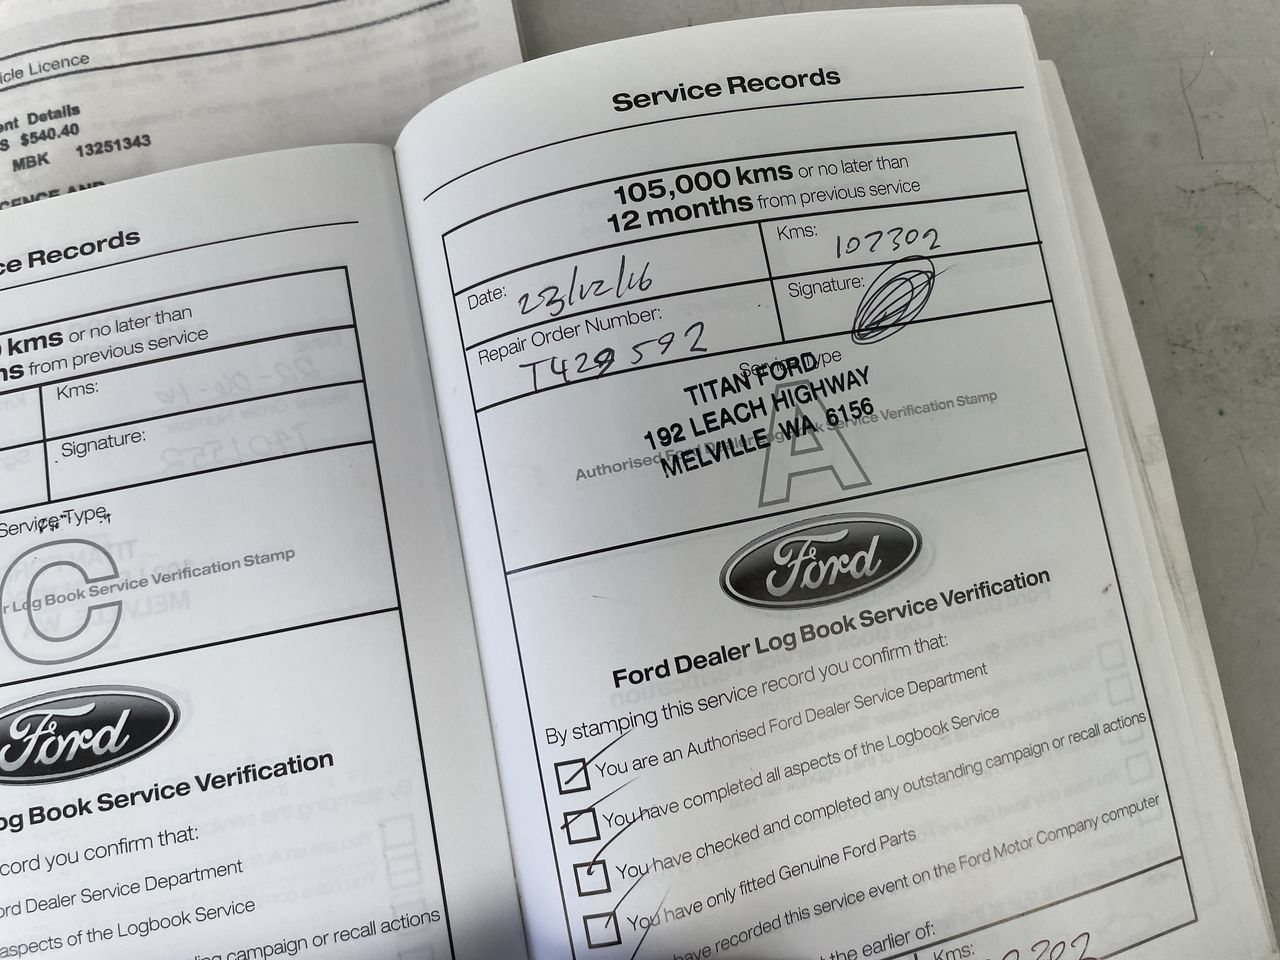 cle Licence
ent Details
S $540.40
MBK 13251343
CENCE AND
ce Records
kms or no later than
ns from previous service
Kms:
Signature:
Service Type
C
r Log Book Service Verification Stamp
Ford
og Book Service Verification
cord you confirm that:
ord Dealer Service Department
aspects of the Logbook Service
ng campaign or recall actions
Service Records
105,000 kms or no later than
12 months from previous service
Date: 23/12/16
Kms: 102302
Repair Order Number:
T429592
Signature:
Service Type
TITAN FORD
192 LEACH HIGHWAY
MELVILLE WA 6156
A
Authorised Ford Dealer Log Book Service Verification Stamp
Ford
Ford Dealer Log Book Service Verification
By stamping this service record you confirm that:
You are an Authorised Ford Dealer Service Department
You have completed all aspects of the Logbook Service
You have checked and completed any outstanding campaign or recall actions
You have only fitted Genuine Ford Parts
have recorded this service event on the Ford Motor Company computer
t the earlier of:
Kms: